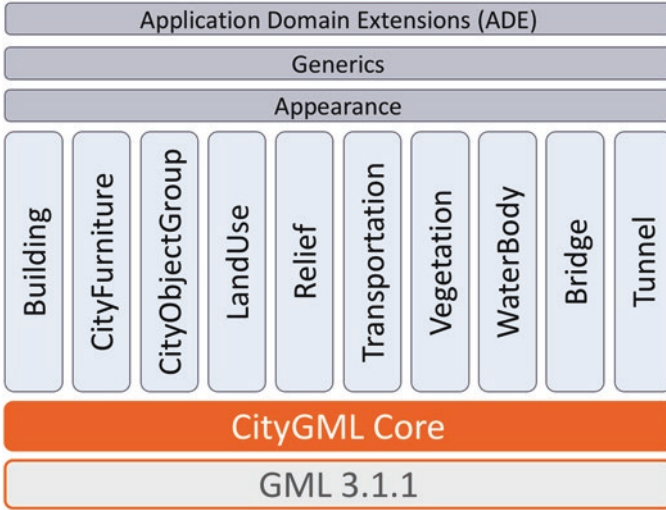 Application Domain Extensions (ADE)
Generics
Appearance
Building
CityFurniture
CityObjectGroup
LandUse
Relief
Transportation
Vegetation
WaterBody
Bridge
Tunnel
CityGML Core
GML 3.1.1